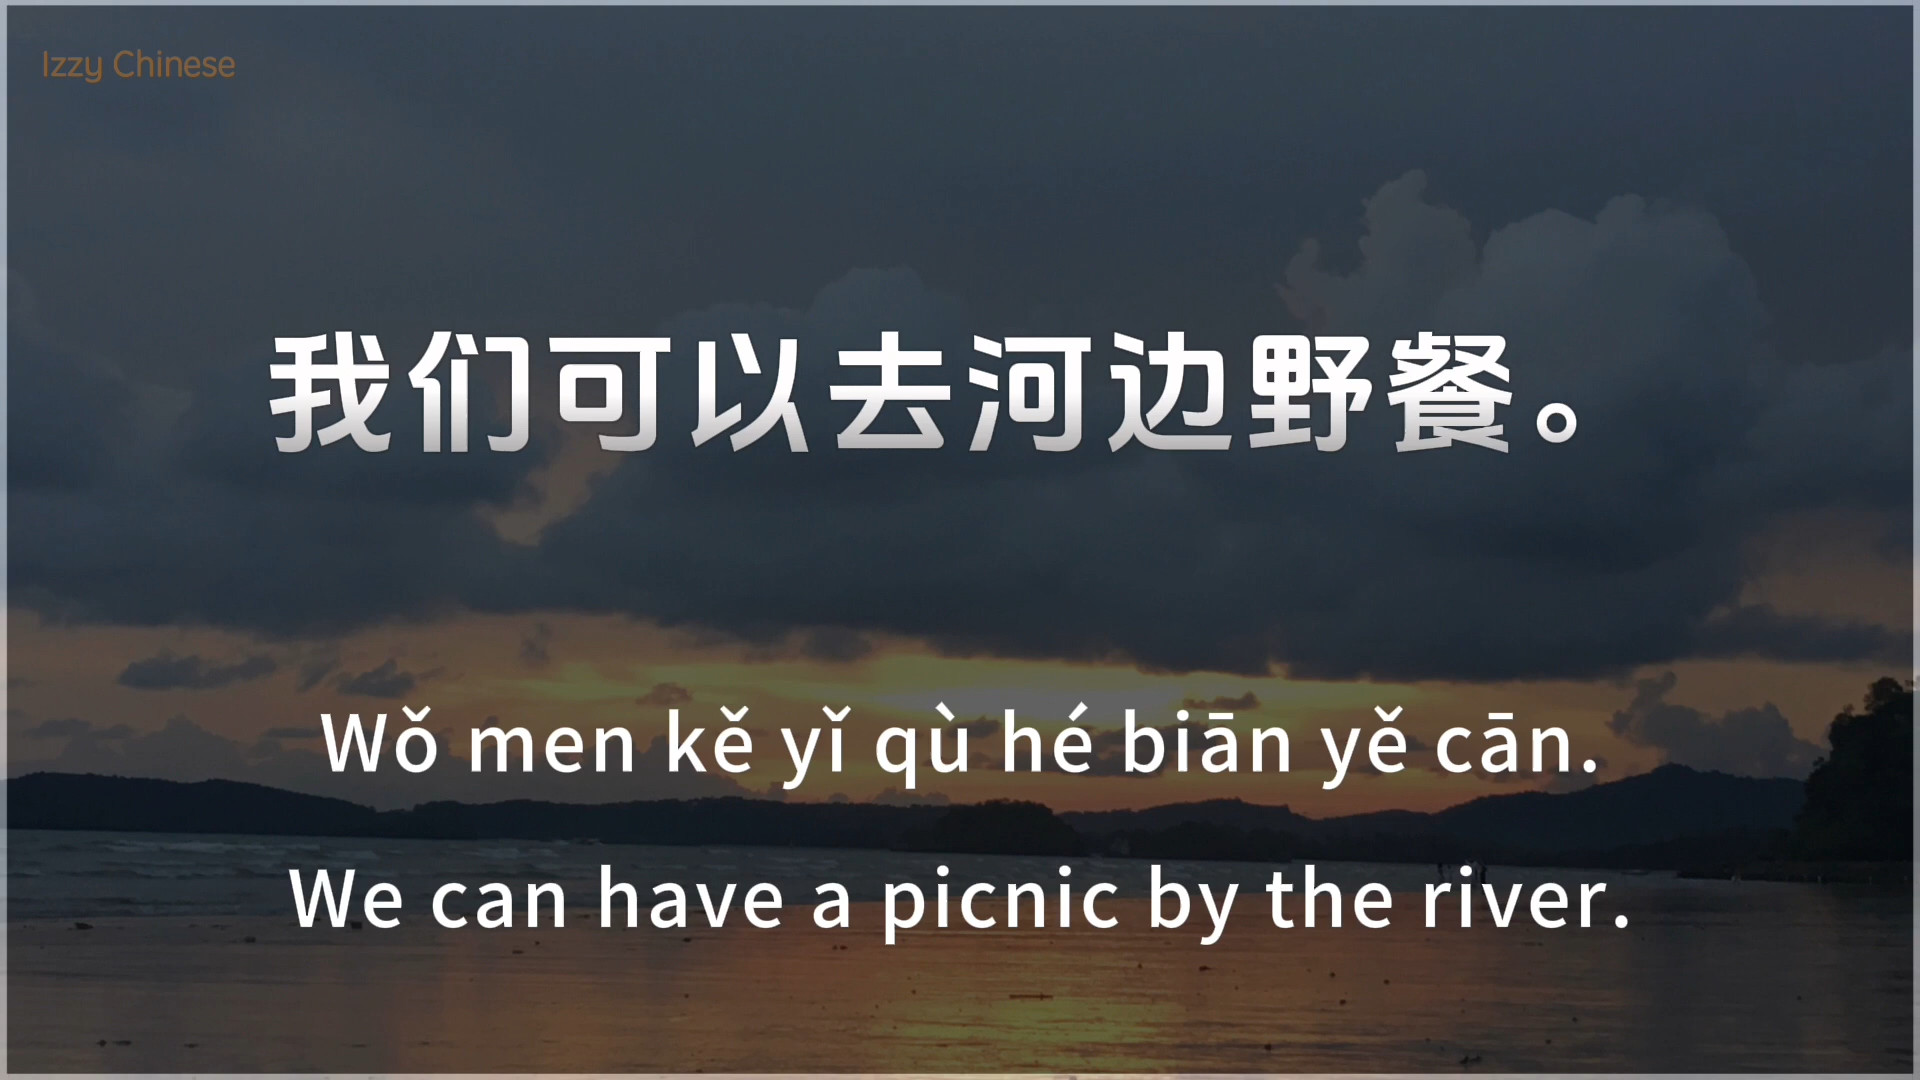 Izzy Chinese
我们可以去河边野餐。
Wǒ men kě yǐ qù hé biān yě cān.
We can have a picnic by the river.